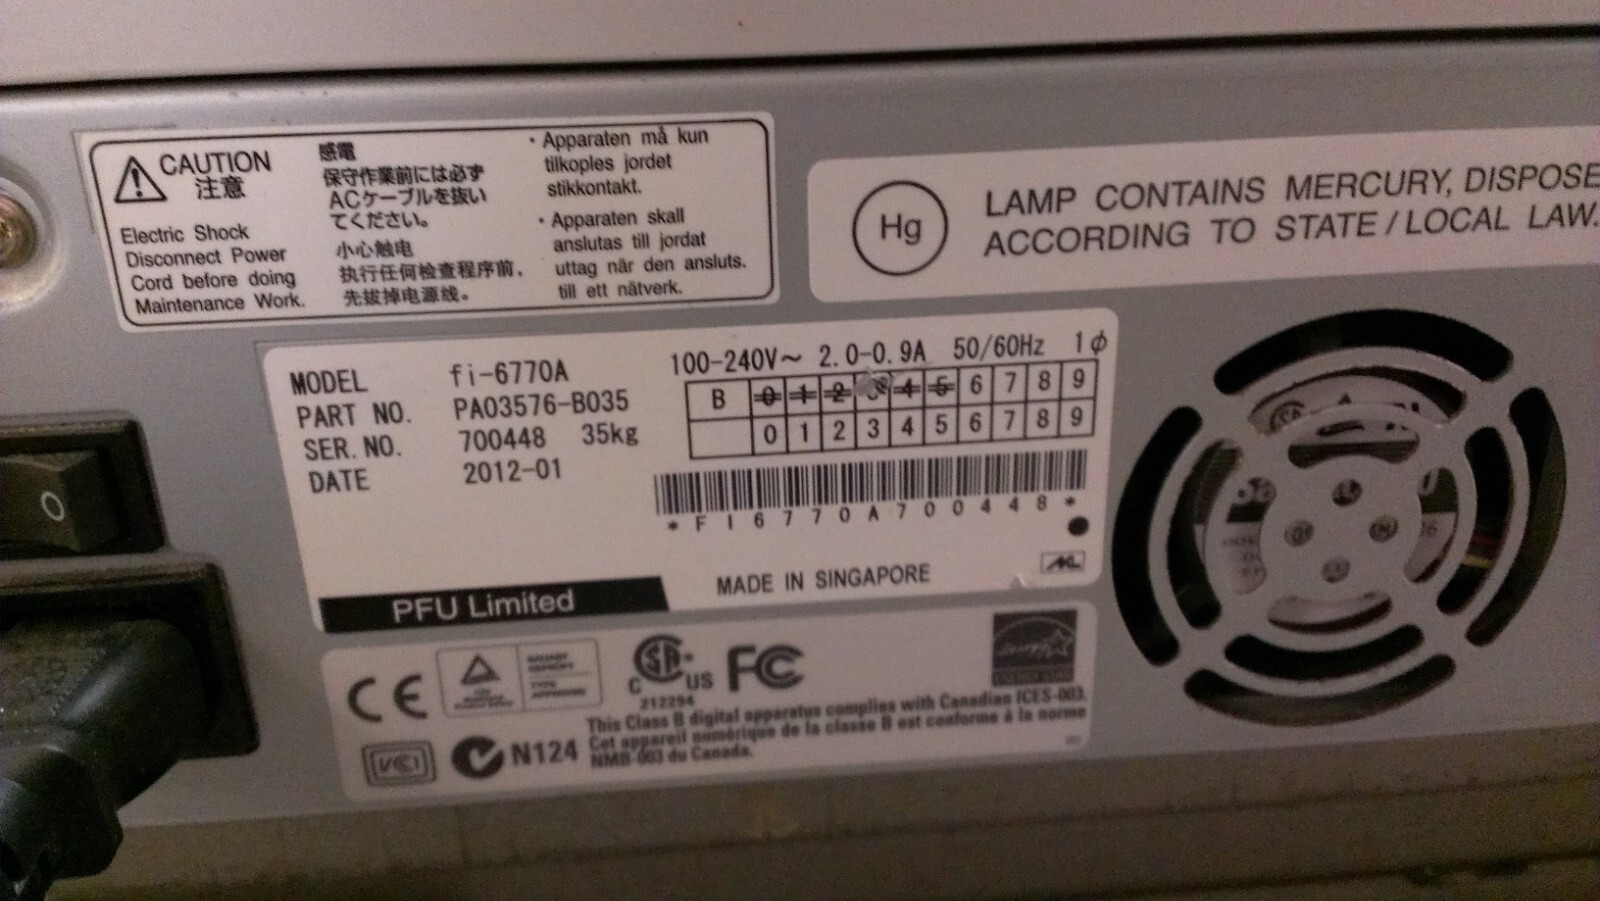 CAUTION
注意
Electric Shock
Disconnect Power
Cord before doing
Maintenance Work.
感電
保守作業前には必ず
ACケーブルを抜い
てください。
小心触电
执行任何检查程序前，
先拔掉电源线。
・Apparaten må kun
tilkoples jordet
stikkontakt.
・Apparaten skall
anslutas till jordat
uttag når den ansluts.
till ett nätverk.
Hg
LAMP CONTAINS MERCURY, DISPOSE
ACCORDING TO STATE / LOCAL LAW.
MODEL fi-6770A
PART NO. PA03576-B035
SER. NO. 700448 35kg
DATE 2012-01
100-240V～ 2.0-0.9A 50/60Hz 1φ
B 0 1 2 3 4 5 6 7 8 9
0 1 2 3 4 5 6 7 8 9
*FI6770A700448*
PFU Limited
MADE IN SINGAPORE
CE
TYPE
APPROVED
C US
212294
FC
ENERGY STAR
VCCI
N124
This Class B digital apparatus complies with Canadian ICES-003.
Cet appareil numérique de la classe B est conforme à la norme
NMB-003 du Canada.